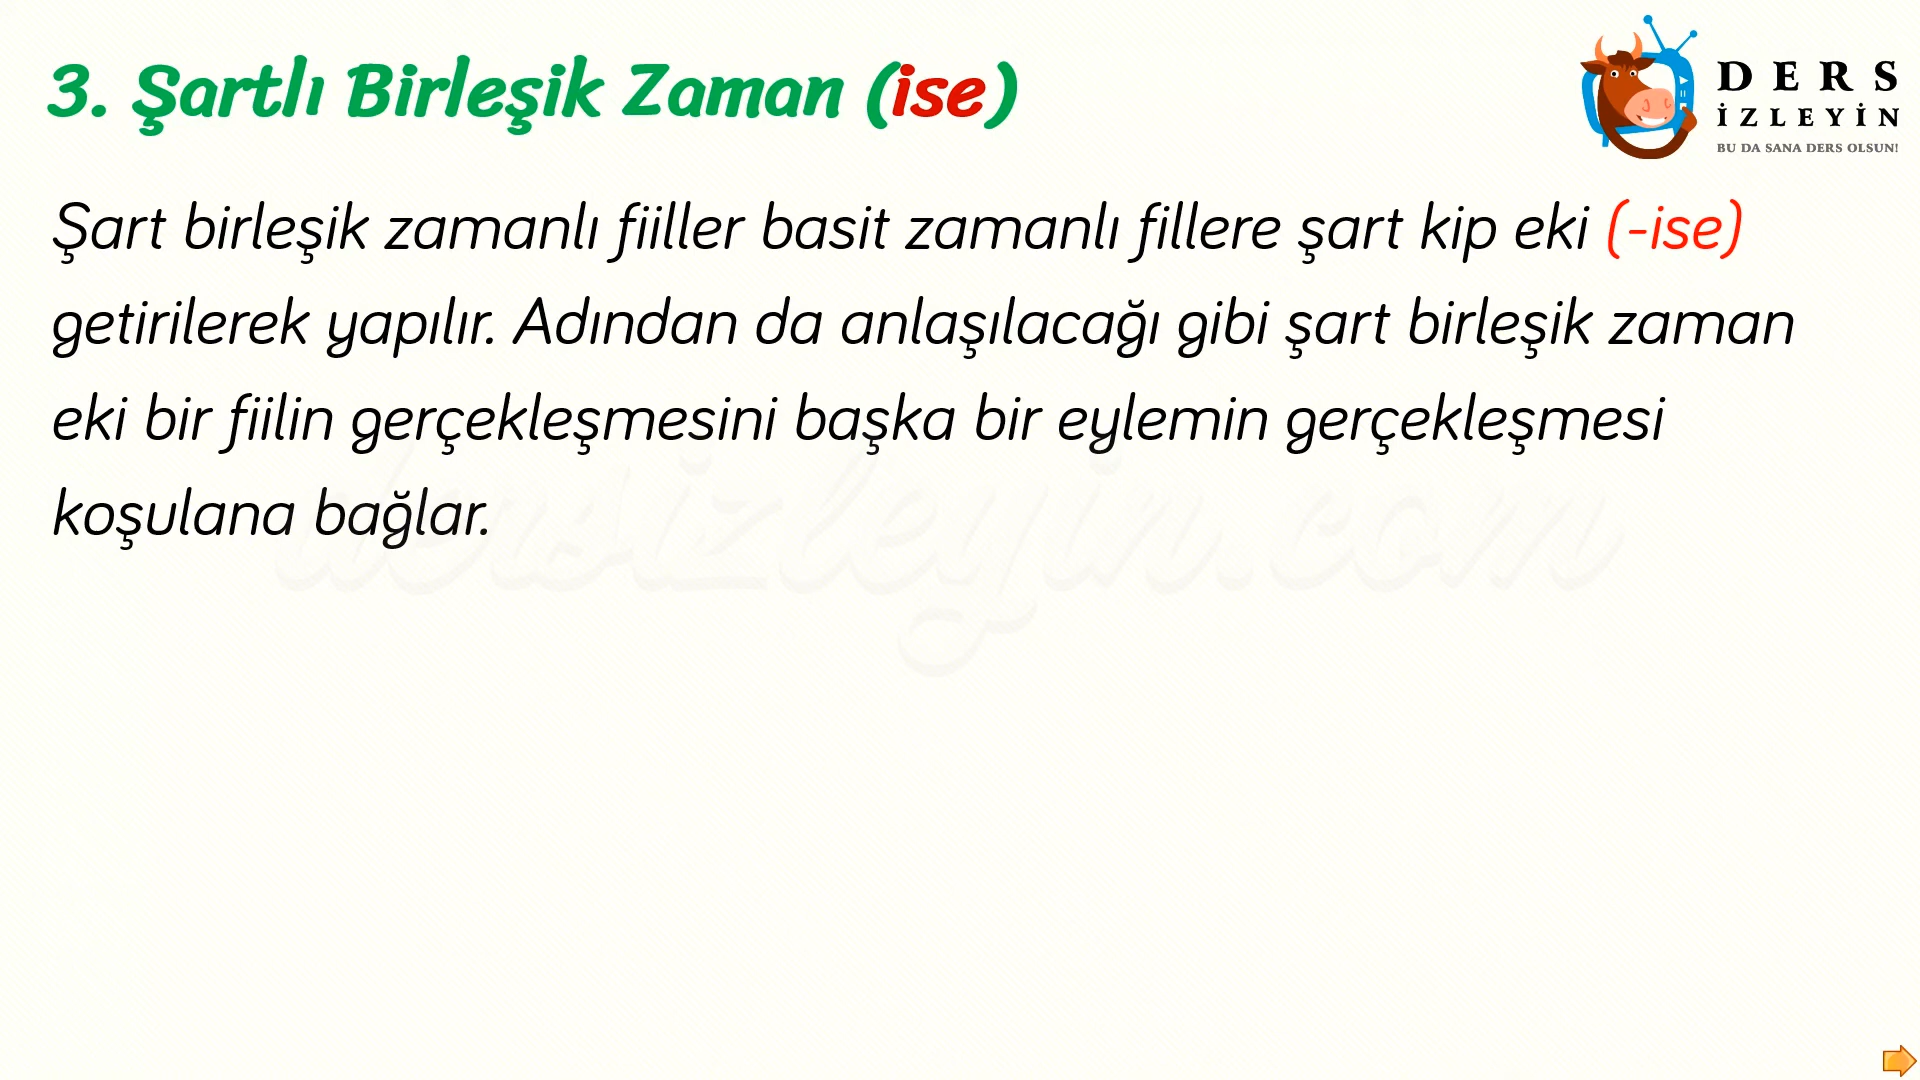 3. Şartlı Birleşik Zaman (ise)
DERS
İZLEYİN
BU DA SANA DERS OLSUN!
Şart birleşik zamanlı fiiller basit zamanlı fillere şart kip eki (-ise)
getirilerek yapılır. Adından da anlaşılacağı gibi şart birleşik zaman
eki bir fiilin gerçekleşmesini başka bir eylemin gerçekleşmesi
koşulana bağlar.
dersizleyin.com